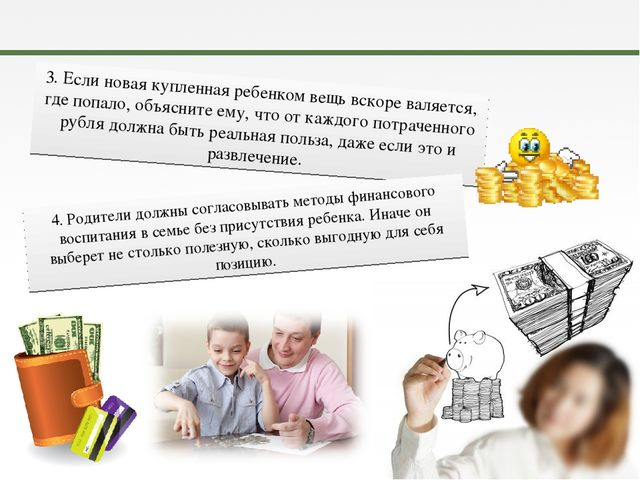 3. Если новая купленная ребенком вещь вскоре валяется,
где попало, объясните ему, что от каждого потраченного
рубля должна быть реальная польза, даже если это и
развлечение.
4. Родители должны согласовывать методы финансового
воспитания в семье без присутствия ребенка. Иначе он
выберет не столько полезную, сколько выгодную для себя
позицию.
100
100